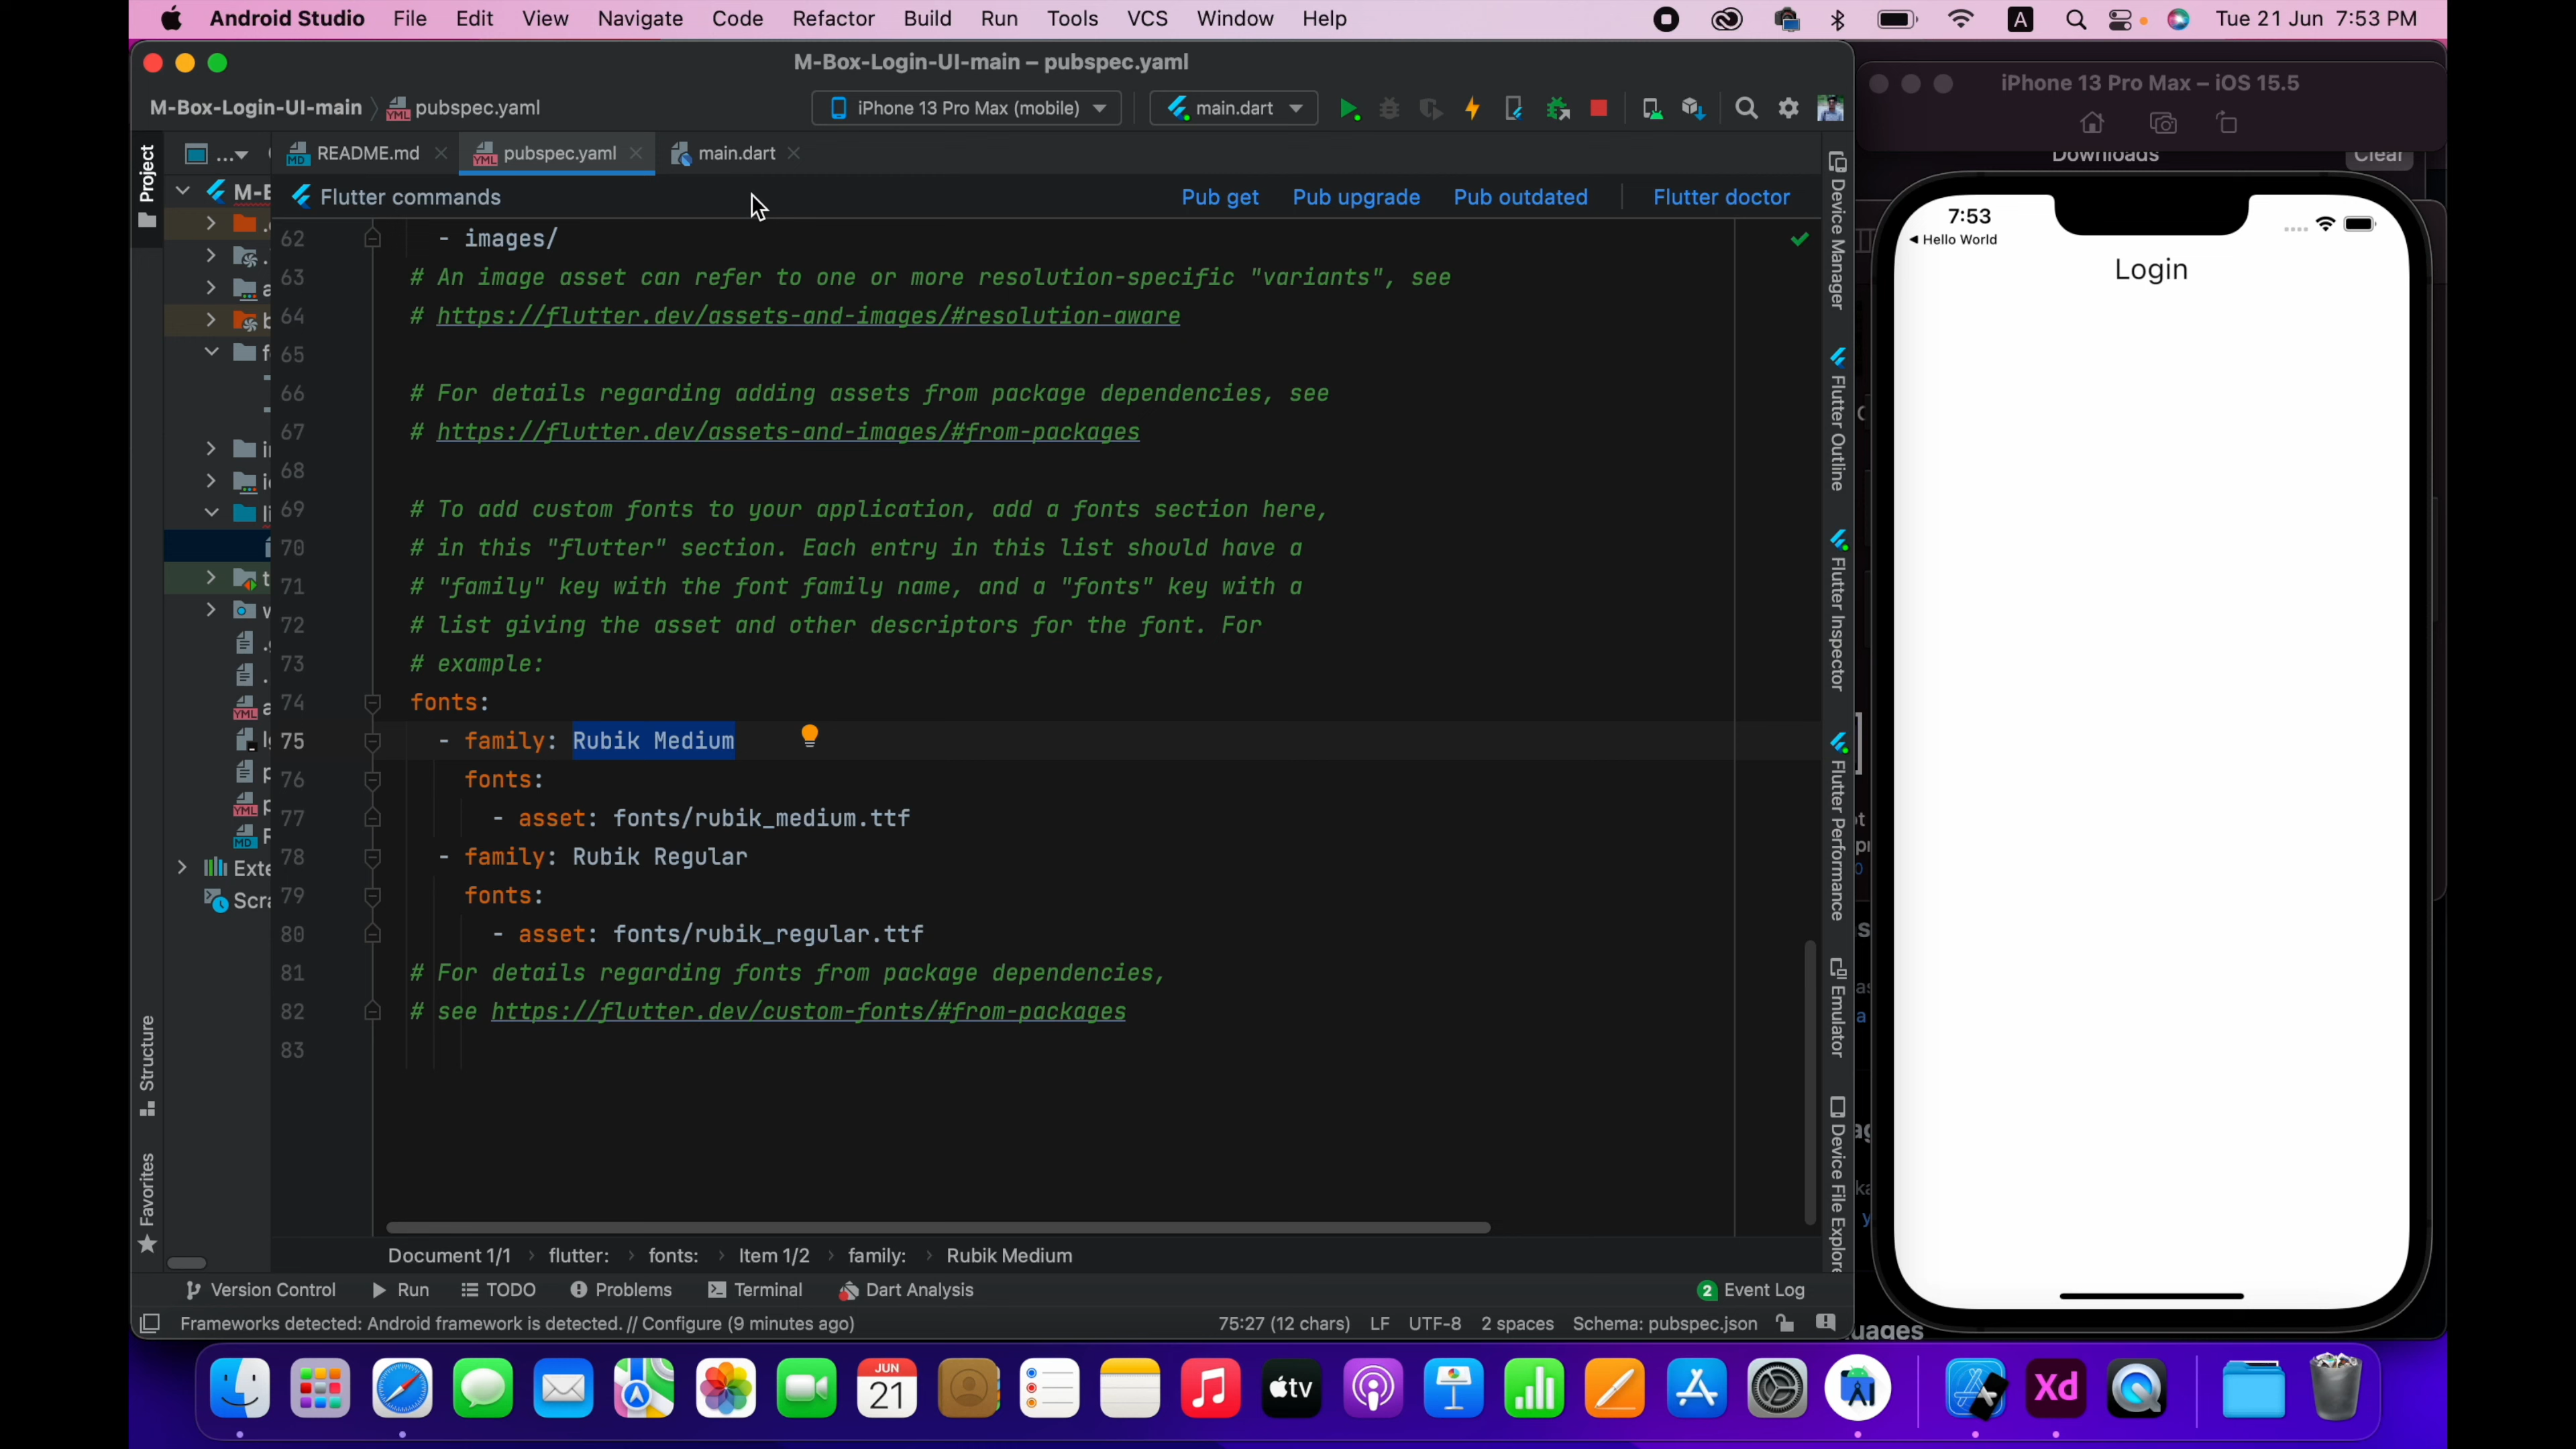 Android Studio File Edit View Navigate Code Refactor Build Run Tools VCS Window Help
A Tue 21 Jun 7:53 PM
M-Box-Login-UI-main – pubspec.yaml
M-Box-Login-UI-main pubspec.yaml
iPhone 13 Pro Max (mobile) main.dart
README.md pubspec.yaml main.dart
Flutter commands Pub get Pub upgrade Pub outdated Flutter doctor
Project
62 - images/
63 # An image asset can refer to one or more resolution-specific "variants", see
64 # https://flutter.dev/assets-and-images/#resolution-aware
65
66 # For details regarding adding assets from package dependencies, see
67 # https://flutter.dev/assets-and-images/#from-packages
68
69 # To add custom fonts to your application, add a fonts section here,
70 # in this "flutter" section. Each entry in this list should have a
71 # "family" key with the font family name, and a "fonts" key with a
72 # list giving the asset and other descriptors for the font. For
73 # example:
74 fonts:
75 - family: Rubik Medium
76 fonts:
77 - asset: fonts/rubik_medium.ttf
78 - family: Rubik Regular
79 fonts:
80 - asset: fonts/rubik_regular.ttf
81 # For details regarding fonts from package dependencies,
82 # see https://flutter.dev/custom-fonts/#from-packages
83
Structure
Favorites
Device Manager
Flutter Outline
Flutter Inspector
Flutter Performance
Emulator
Device File Explore
Document 1/1 flutter: fonts: Item 1/2 family: Rubik Medium
Version Control Run TODO Problems Terminal Dart Analysis 2 Event Log
Frameworks detected: Android framework is detected. // Configure (9 minutes ago) 75:27 (12 chars) LF UTF-8 2 spaces Schema: pubspec.json
iPhone 13 Pro Max – iOS 15.5
Downloads Clear
7:53
Hello World
Login
JUN
21
tv
Xd